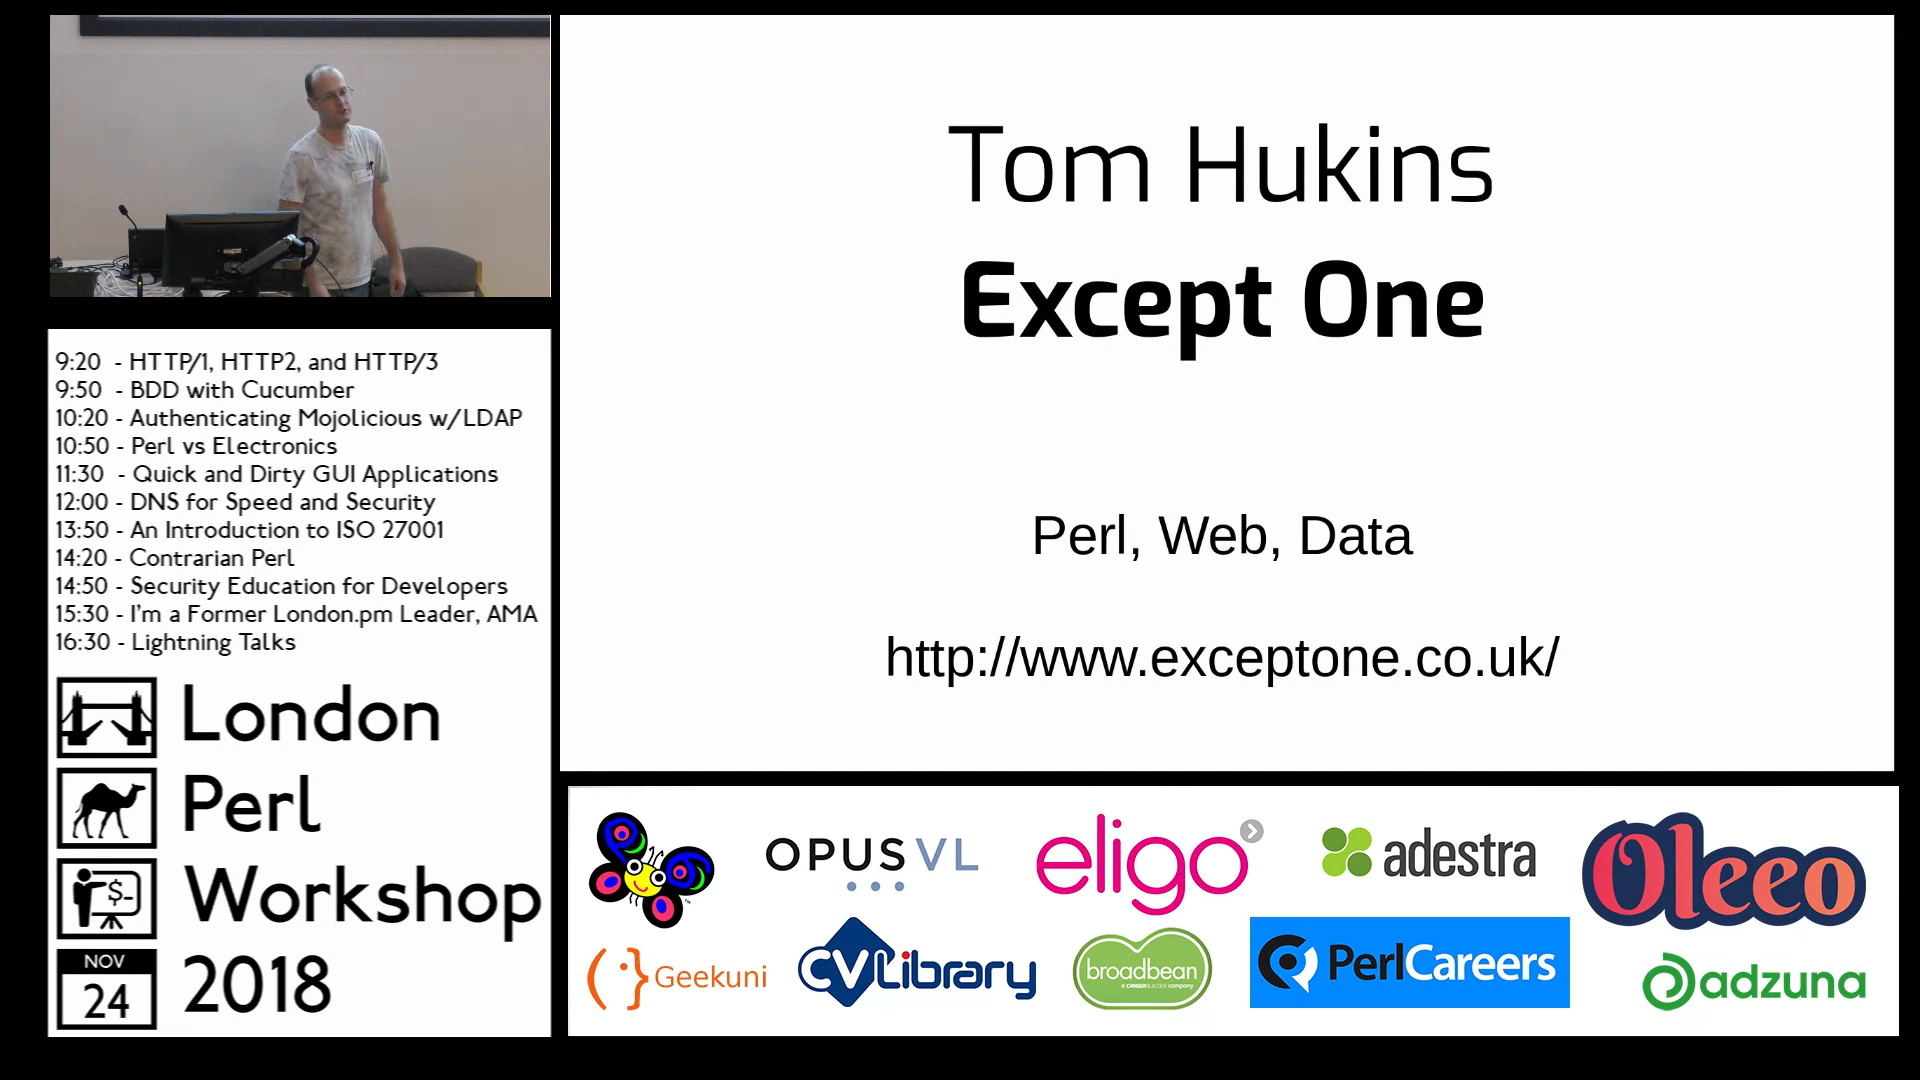 Tom Hukins
Except One
Perl, Web, Data
http://www.exceptone.co.uk/
9:20 - HTTP/1, HTTP2, and HTTP/3
9:50 - BDD with Cucumber
10:20 - Authenticating Mojolicious w/LDAP
10:50 - Perl vs Electronics
11:30 - Quick and Dirty GUI Applications
12:00 - DNS for Speed and Security
13:50 - An Introduction to ISO 27001
14:20 - Contrarian Perl
14:50 - Security Education for Developers
15:30 - I'm a Former London.pm Leader, AMA
16:30 - Lightning Talks
London
Perl
$-
Workshop
NOV
24
2018
OPUS VL
eligo
adestra
Oleeo
Geekuni
CVLibrary
broadbean
a CAREERBUILDER company
PerlCareers
adzuna